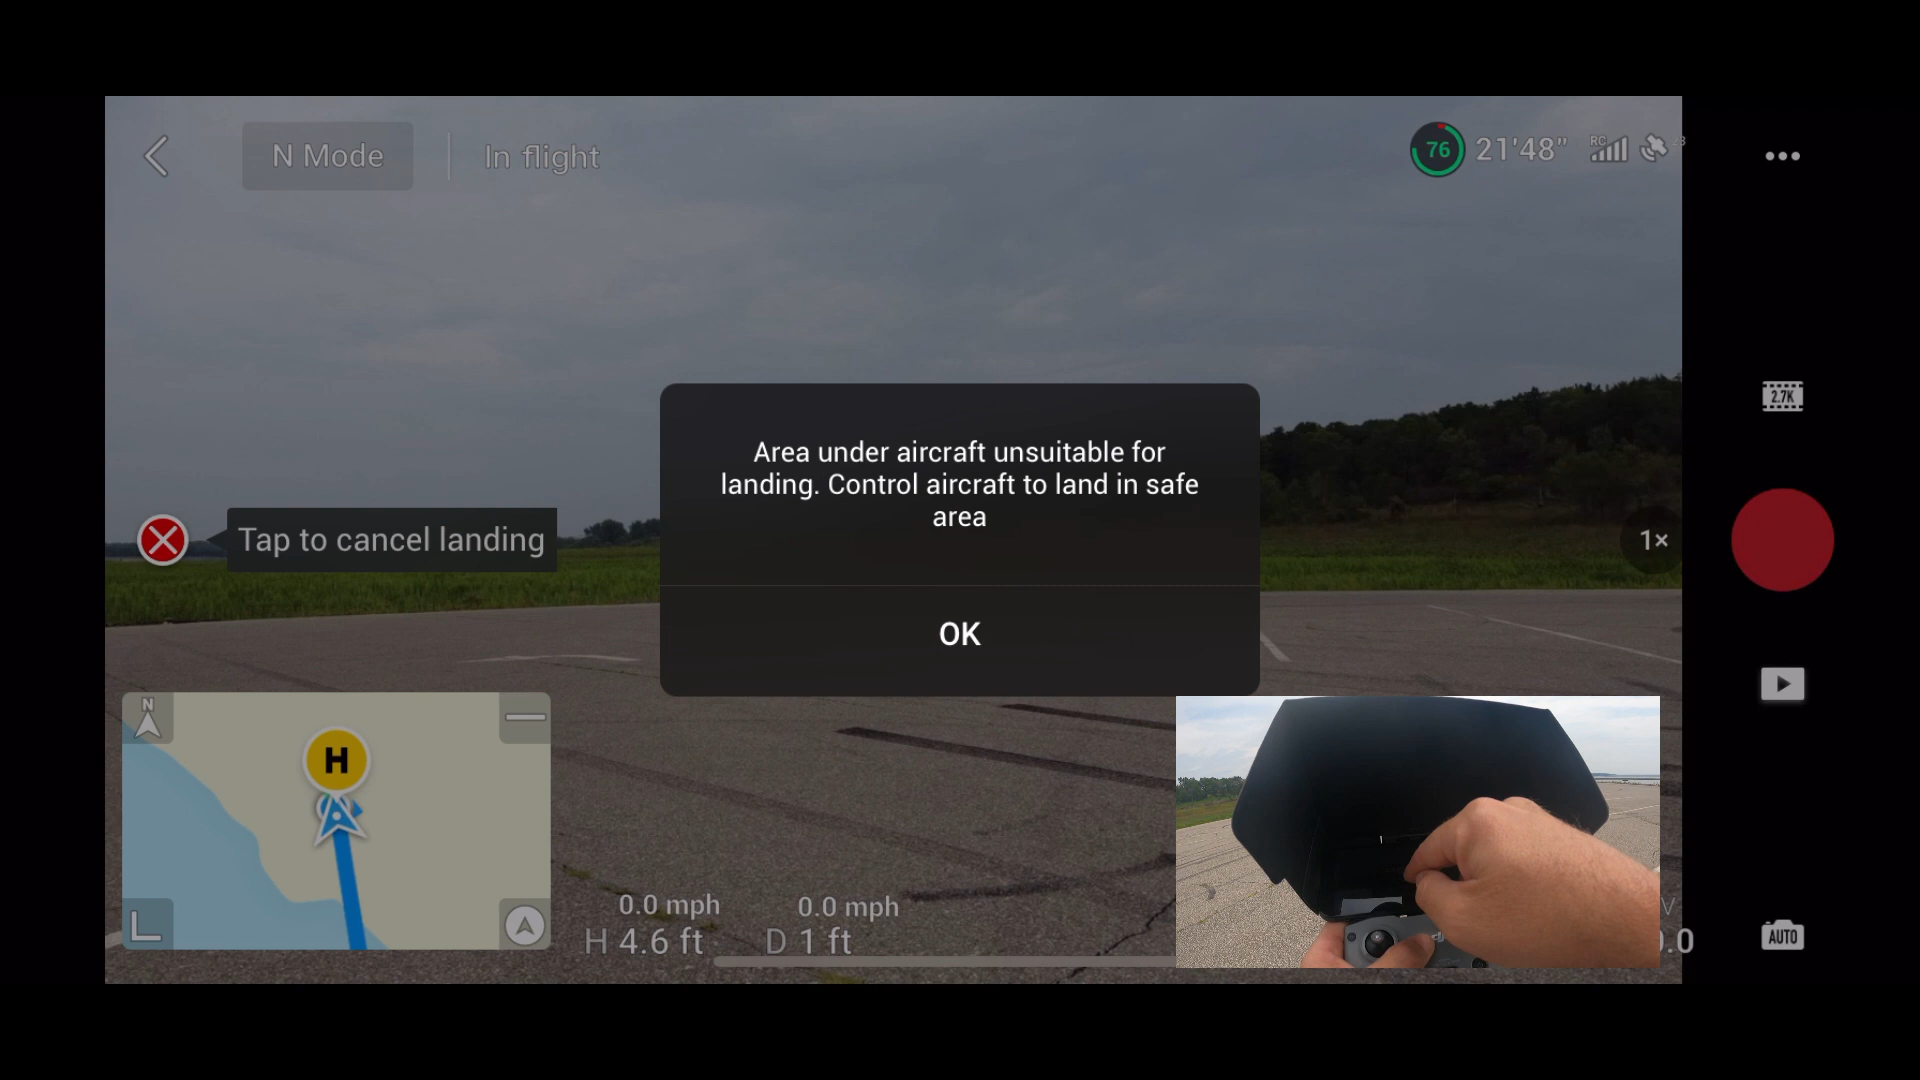 N Mode
In flight
76
21'48"
RC
Area under aircraft unsuitable for
landing. Control aircraft to land in safe
area
OK
Tap to cancel landing
1×
2.7K
N
H
0.0 mph
0.0 mph
H 4.6 ft
D 1 ft
AUTO